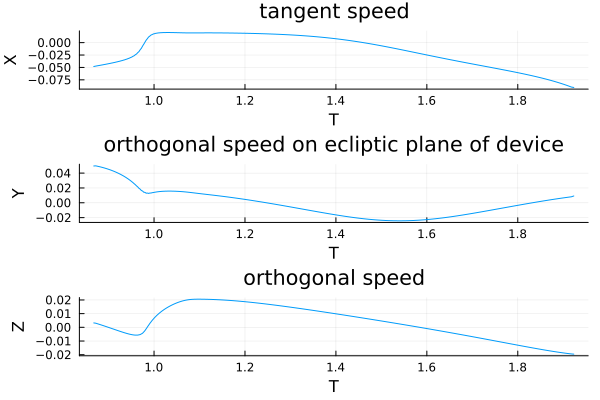 tangent speed
X
0.000
−0.025
−0.050
−0.075
1.0 1.2 1.4 1.6 1.8
T
orthogonal speed on ecliptic plane of device
Y
0.04
0.02
0.00
−0.02
1.0 1.2 1.4 1.6 1.8
T
orthogonal speed
Z
0.02
0.01
0.00
−0.01
−0.02
1.0 1.2 1.4 1.6 1.8
T